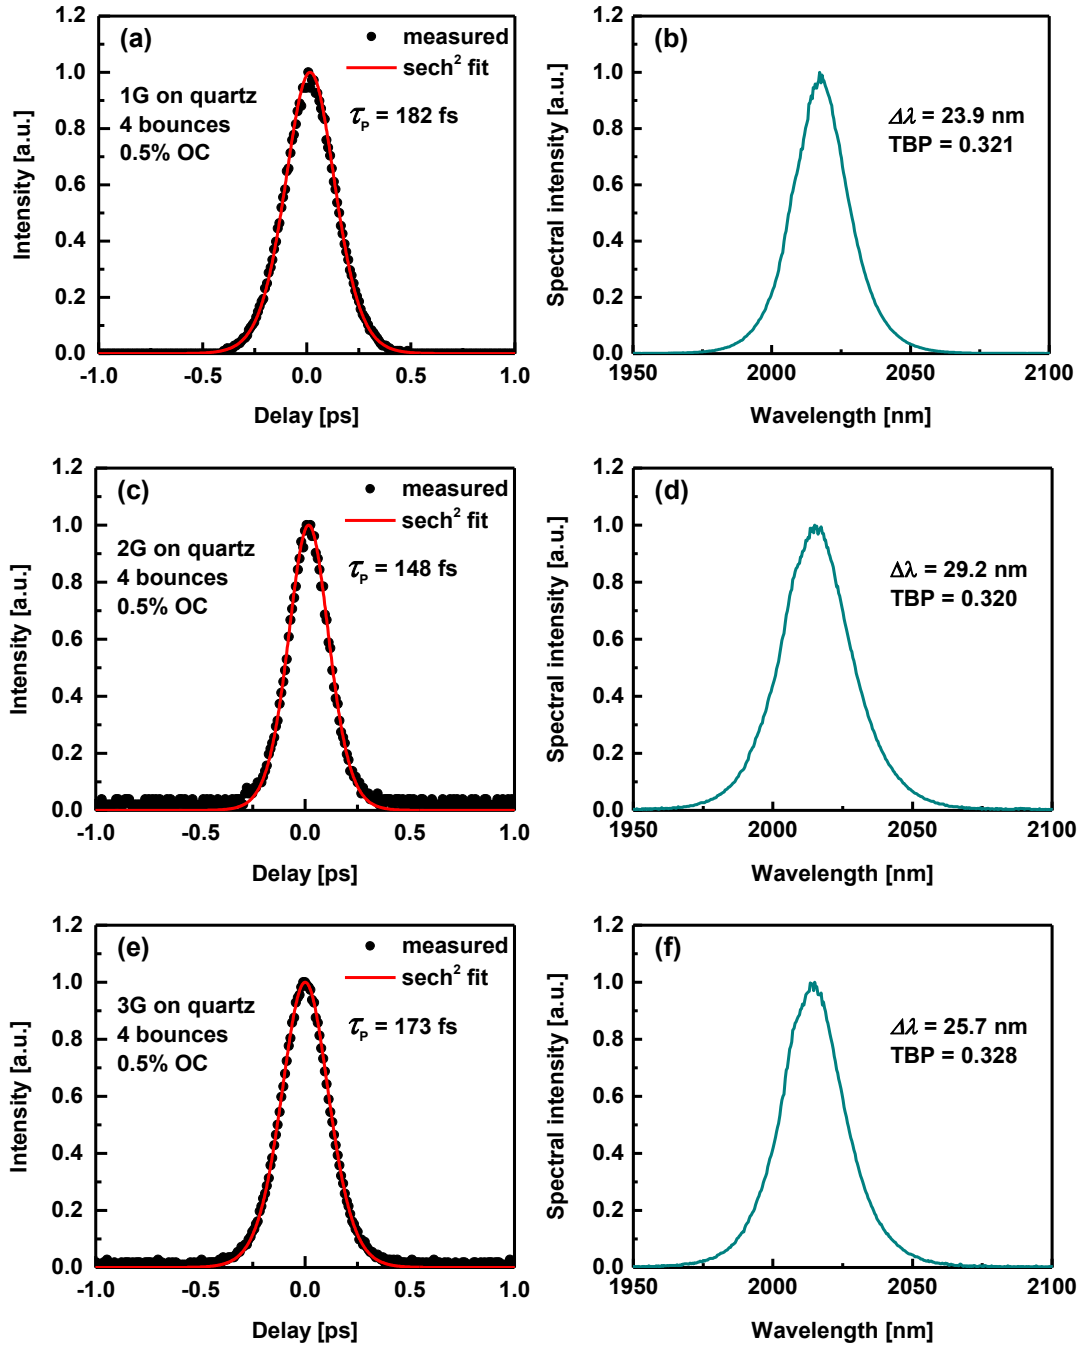 (a)
measured
sech² fit
1G on quartz
4 bounces
0.5% OC
τP = 182 fs
Intensity [a.u.]
1.2
1.0
0.8
0.6
0.4
0.2
0.0
-1.0 -0.5 0.0 0.5 1.0
Delay [ps]
(b)
Δλ = 23.9 nm
TBP = 0.321
Spectral intensity [a.u.]
1.2
1.0
0.8
0.6
0.4
0.2
0.0
1950 2000 2050 2100
Wavelength [nm]
(c)
measured
sech² fit
2G on quartz
4 bounces
0.5% OC
τP = 148 fs
Intensity [a.u.]
1.2
1.0
0.8
0.6
0.4
0.2
0.0
-1.0 -0.5 0.0 0.5 1.0
Delay [ps]
(d)
Δλ = 29.2 nm
TBP = 0.320
Spectral intensity [a.u.]
1.2
1.0
0.8
0.6
0.4
0.2
0.0
1950 2000 2050 2100
Wavelength [nm]
(e)
measured
sech² fit
3G on quartz
4 bounces
0.5% OC
τP = 173 fs
Intensity [a.u.]
1.2
1.0
0.8
0.6
0.4
0.2
0.0
-1.0 -0.5 0.0 0.5 1.0
Delay [ps]
(f)
Δλ = 25.7 nm
TBP = 0.328
Spectral intensity [a.u.]
1.2
1.0
0.8
0.6
0.4
0.2
0.0
1950 2000 2050 2100
Wavelength [nm]